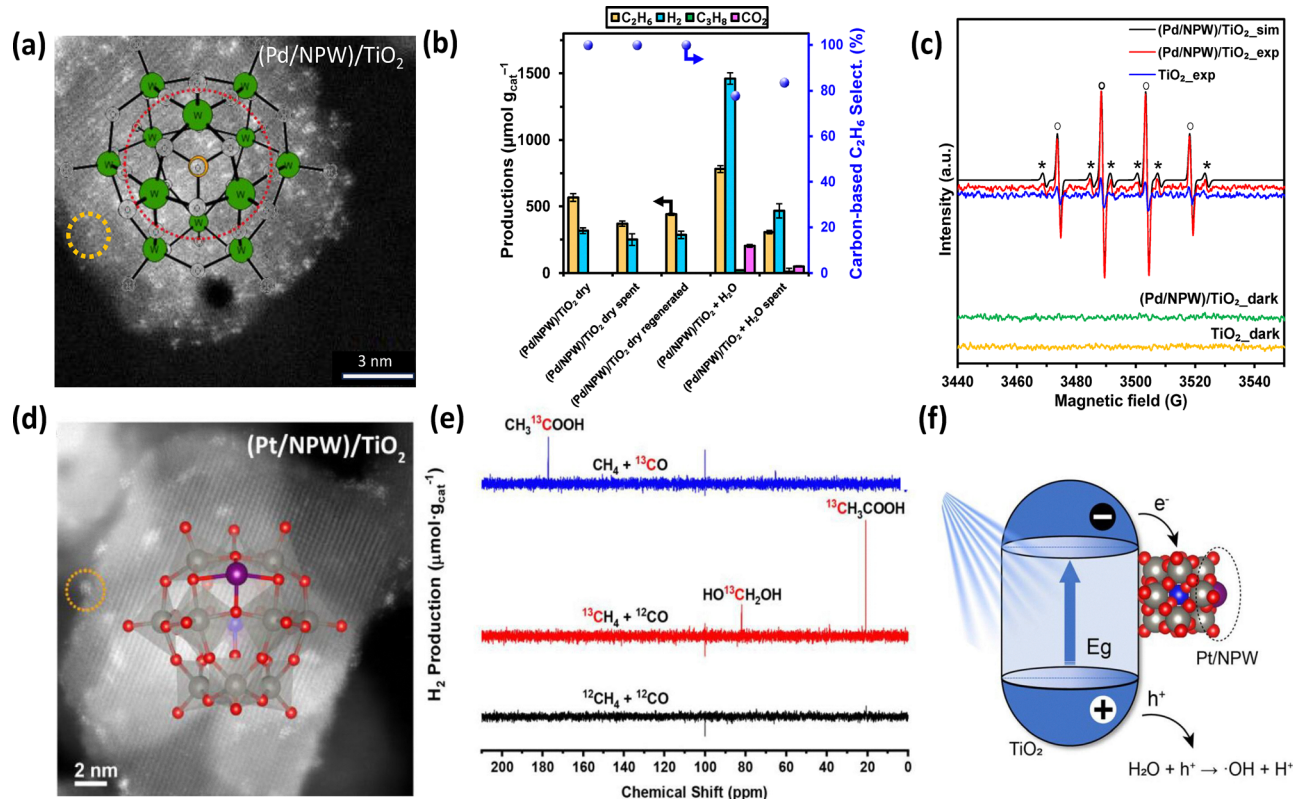 (a)
(Pd/NPW)/TiO₂
W
W
W
W
W
W
W
W
W
W
W
W
3 nm
(b)
C₂H₆ H₂ C₃H₈ CO₂
Productions (μmol g_cat⁻¹)
1500
1000
500
0
Carbon-based C₂H₆ Select. (%)
100
80
60
40
20
0
(Pd/NPW)/TiO₂ dry
(Pd/NPW)/TiO₂ dry spent
(Pd/NPW)/TiO₂ dry regenerated
(Pd/NPW)/TiO₂ + H₂O
(Pd/NPW)/TiO₂ + H₂O spent
(c)
(Pd/NPW)/TiO₂_sim
(Pd/NPW)/TiO₂_exp
TiO₂_exp
o o o o
* * * * * *
Intensity (a.u.)
(Pd/NPW)/TiO₂_dark
TiO₂_dark
3440 3460 3480 3500 3520 3540
Magnetic field (G)
(d)
(Pt/NPW)/TiO₂
2 nm
(e)
H₂ Production (μmol·g_cat⁻¹)
CH₃¹³COOH
CH₄ + ¹³CO
¹³CH₃COOH
HO¹³CH₂OH
¹³CH₄ + ¹²CO
¹²CH₄ + ¹²CO
200 180 160 140 120 100 80 60 40 20 0
Chemical Shift (ppm)
(f)
−
e⁻
Eg
Pt/NPW
+
h⁺
TiO₂
H₂O + h⁺ → ·OH + H⁺